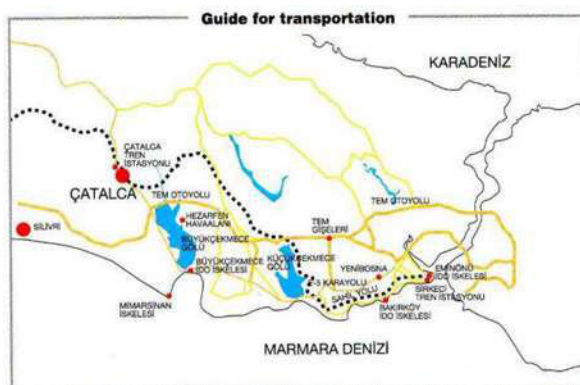 Guide for transportation
KARADENİZ
ÇATALCA
TREN
İSTASYONU
ÇATALCA
TEM OTOYOLU
TEM OTOYOLU
HEZARFEN
HAVAALANI
TEM
GİŞELERİ
SİLİVRİ
BÜYÜKÇEKMECE
GÖLÜ
KÜÇÜKÇEKMECE
GÖLÜ
BÜYÜKÇEKMECE
İDO İSKELESİ
YENİBOSNA
EMİNÖNÜ
İDO İSKELESİ
-5 KARAYOLU
SAHİL YOLU
SİRKECİ
TREN İSTASYONU
MİMARSİNAN
İSKELESİ
BAKIRKÖY
İDO İSKELESİ
MARMARA DENİZİ